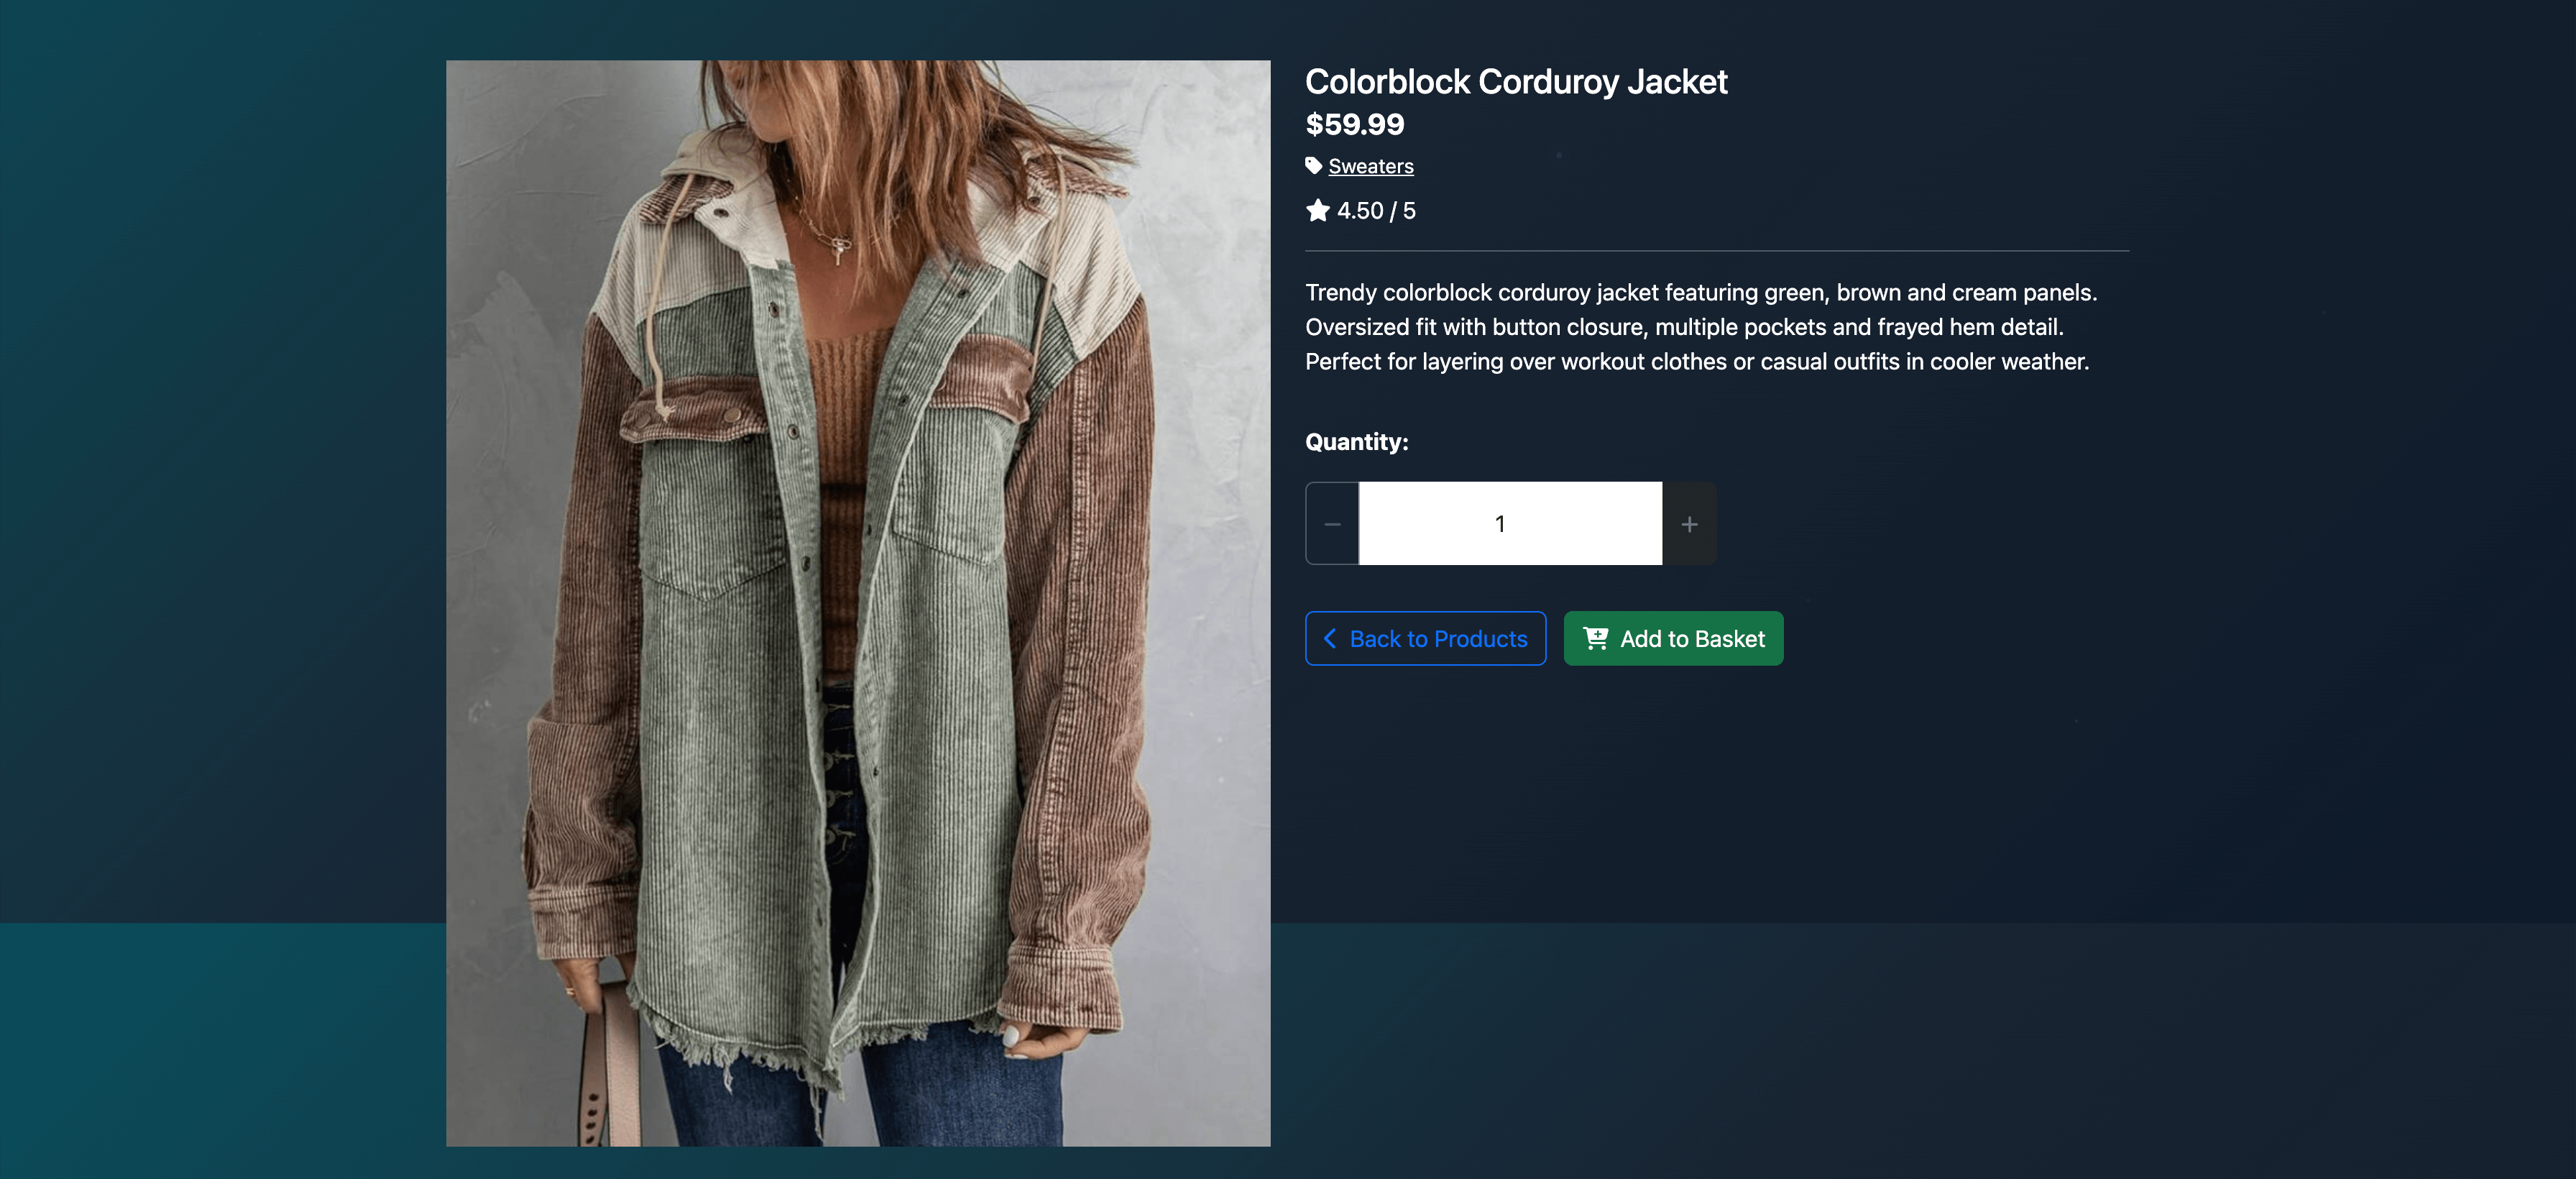 Colorblock Corduroy Jacket
$59.99
Sweaters
4.50 / 5
Trendy colorblock corduroy jacket featuring green, brown and cream panels.
Oversized fit with button closure, multiple pockets and frayed hem detail.
Perfect for layering over workout clothes or casual outfits in cooler weather.
Quantity:
− 1 +
Back to Products Add to Basket